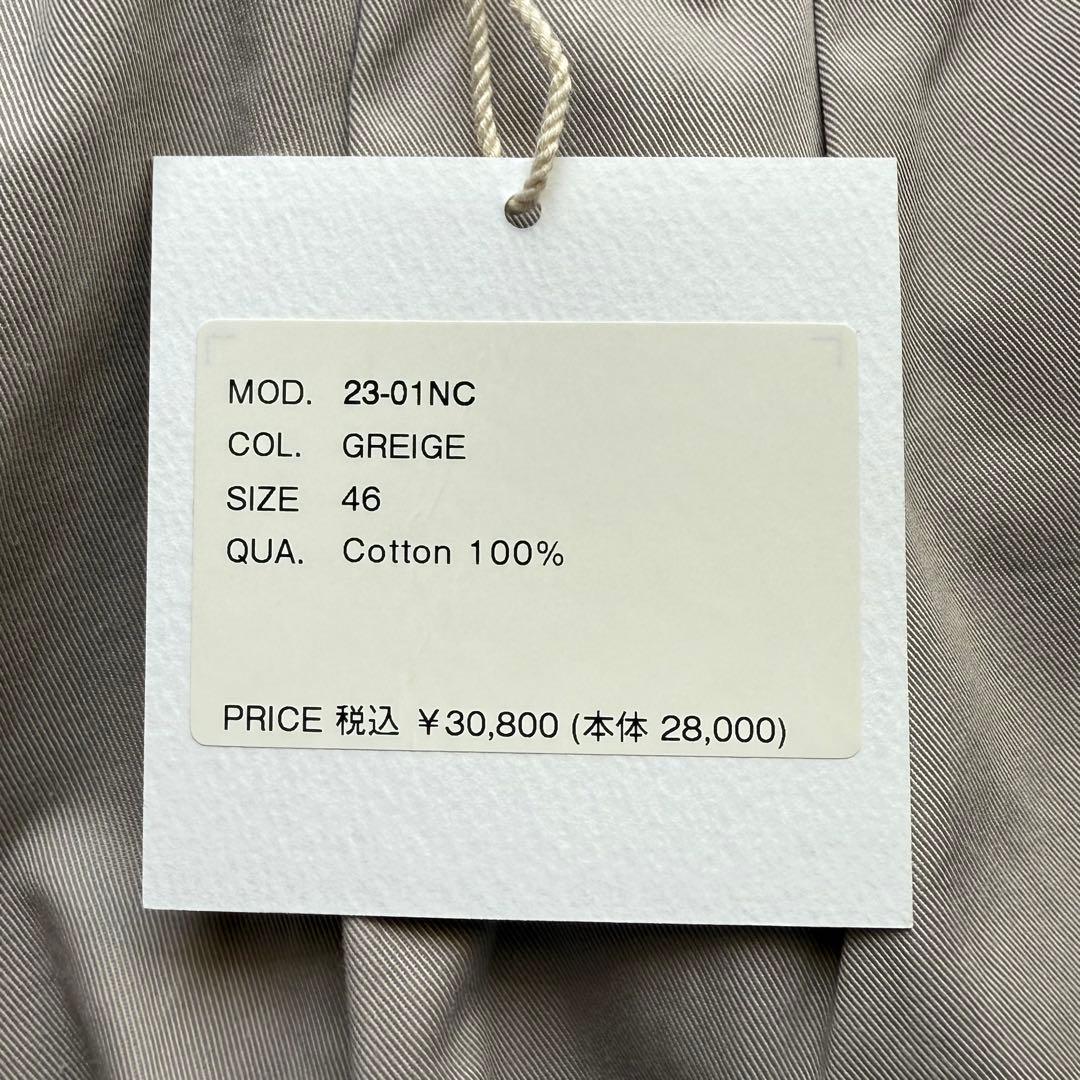 MOD. 23-01NC
COL. GREIGE
SIZE 46
QUA. Cotton 100%
PRICE 税込 ¥30,800 (本体 28,000)